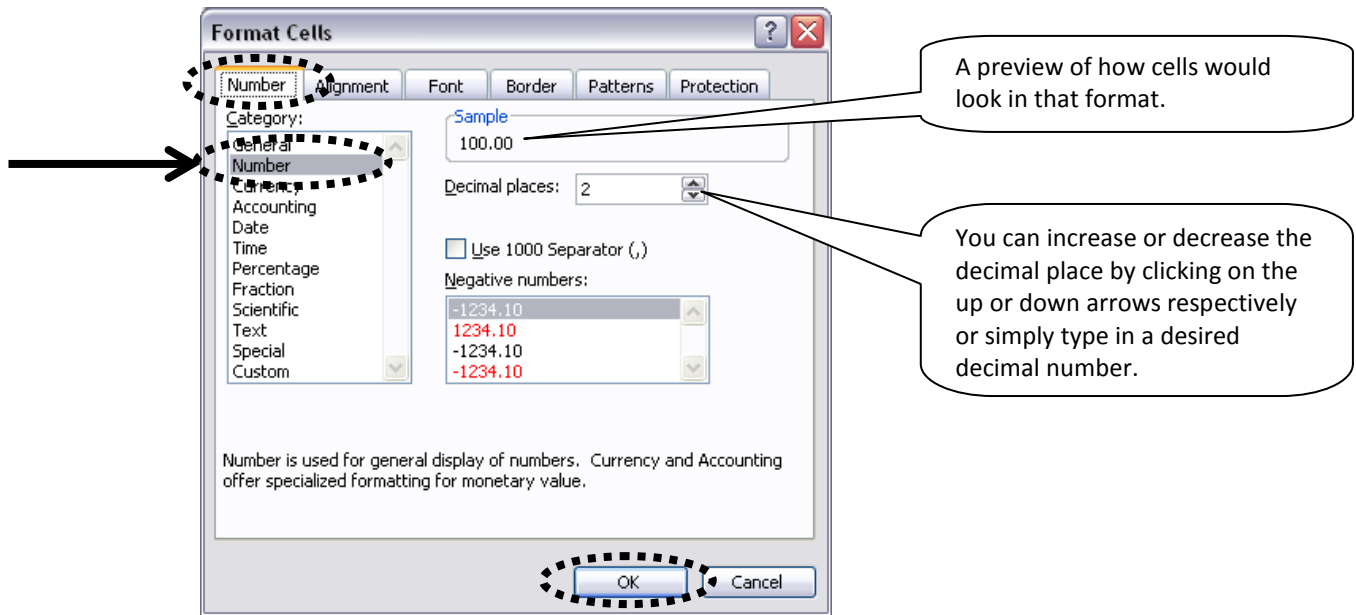 Format Cells
Number Alignment Font Border Patterns Protection
Category:
General
Number
Currency
Accounting
Date
Time
Percentage
Fraction
Scientific
Text
Special
Custom
Sample
100.00
Decimal places: 2
Use 1000 Separator (,)
Negative numbers:
-1234.10
1234.10
-1234.10
-1234.10
Number is used for general display of numbers. Currency and Accounting
offer specialized formatting for monetary value.
OK Cancel
A preview of how cells would
look in that format.
You can increase or decrease the
decimal place by clicking on the
up or down arrows respectively
or simply type in a desired
decimal number.